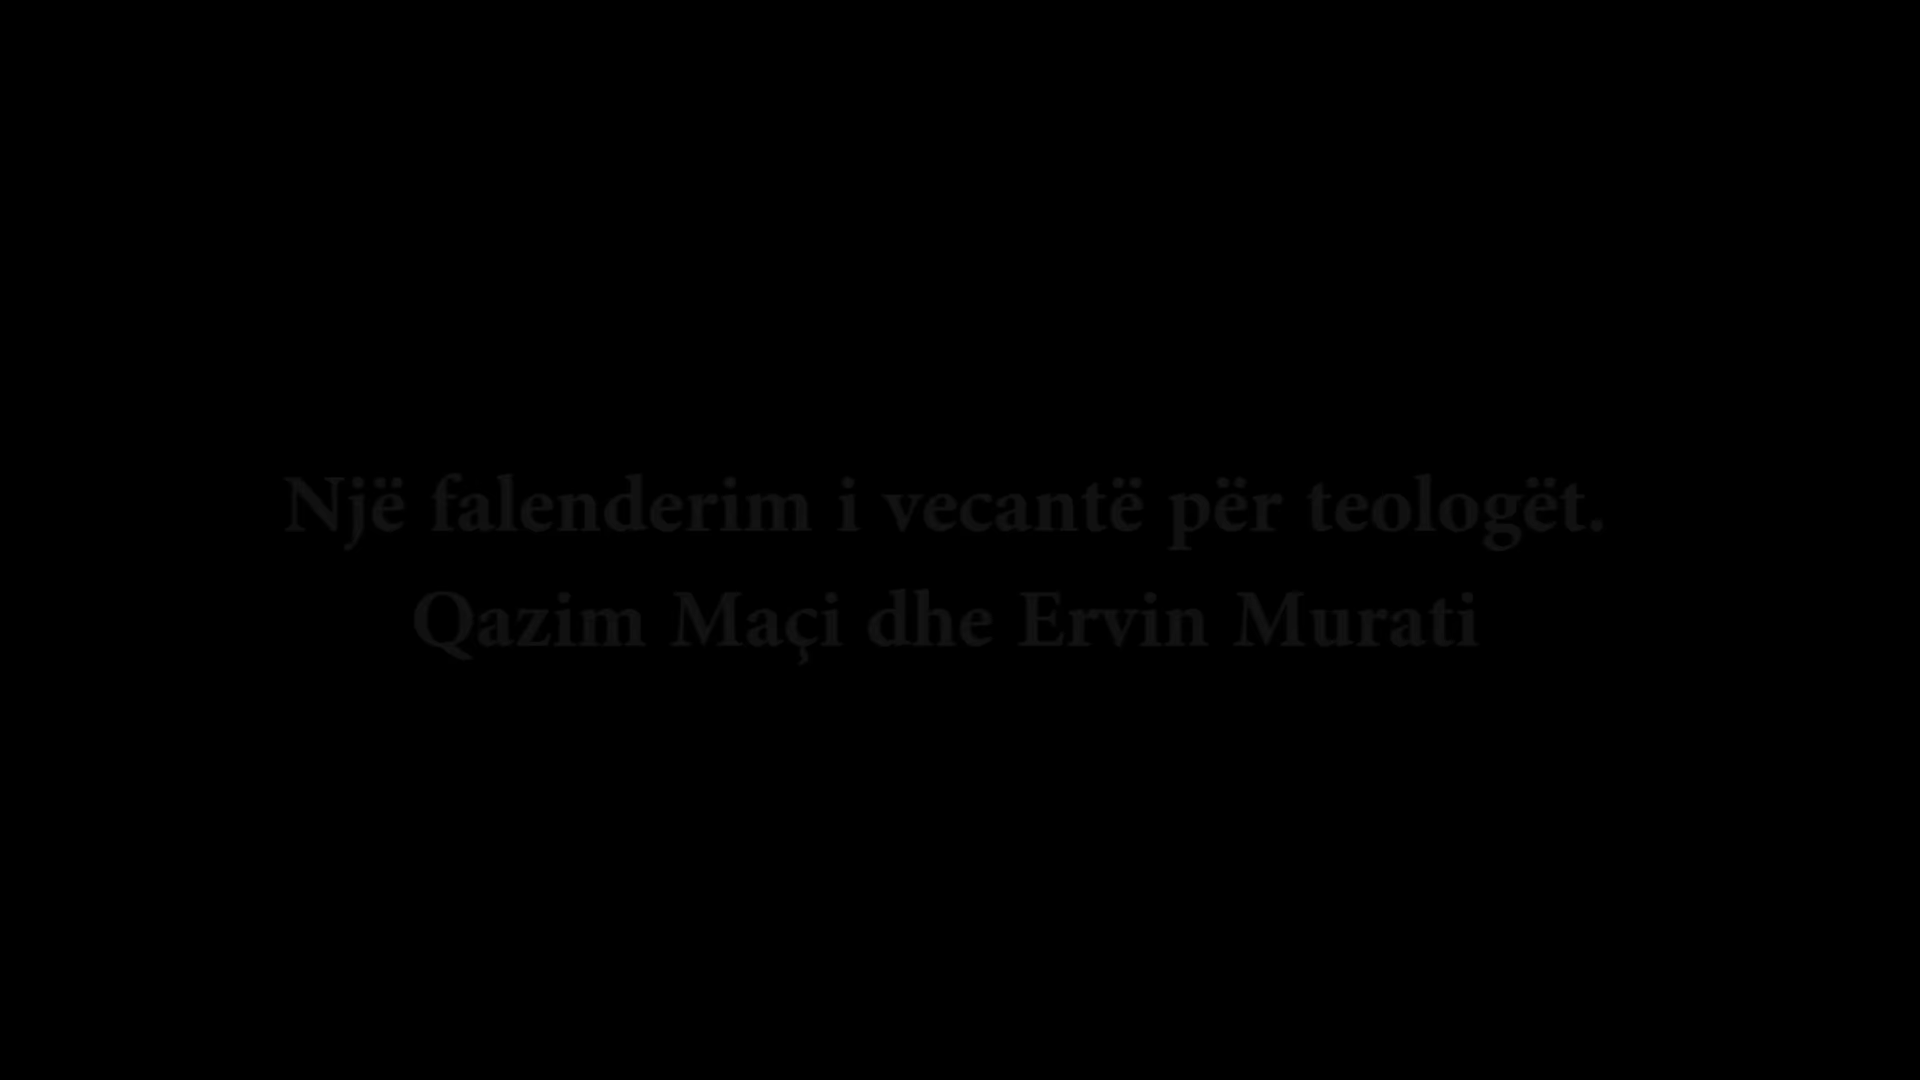 Një falenderim i vecantë për teologët.
Qazim Maçi dhe Ervin Murati